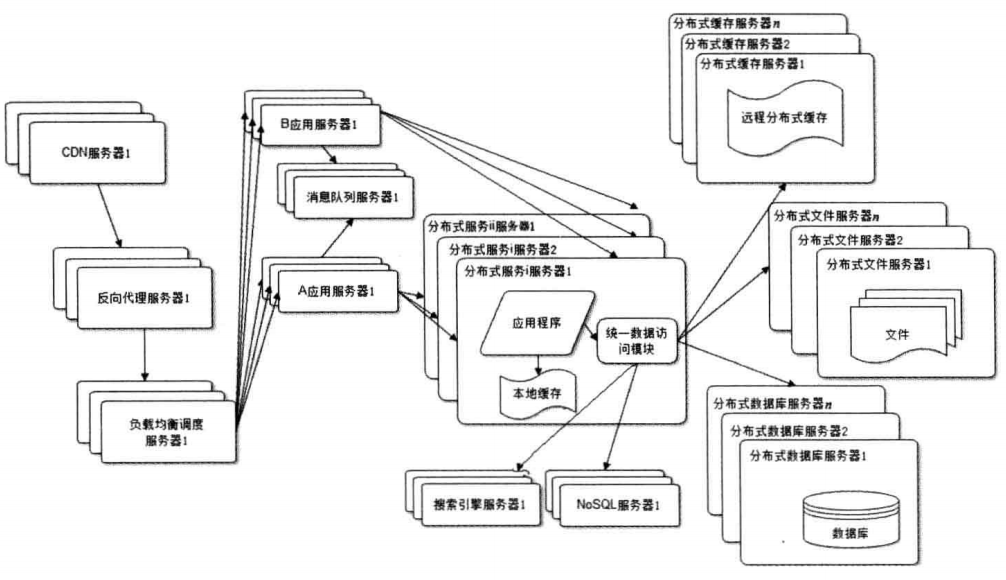 分布式缓存服务器n
分布式缓存服务器2
分布式缓存服务器1
远程分布式缓存
CDN服务器1
B应用服务器1
消息队列服务器1
反向代理服务器1
A应用服务器1
负载均衡调度
服务器1
分布式服务ii服务器1
分布式服务i服务器2
分布式服务i服务器1
应用程序
统一数据访
问模块
本地缓存
分布式文件服务器n
分布式文件服务器2
分布式文件服务器1
文件
搜索引擎服务器1
NoSQL服务器1
分布式数据库服务器n
分布式数据库服务器2
分布式数据库服务器1
数据库